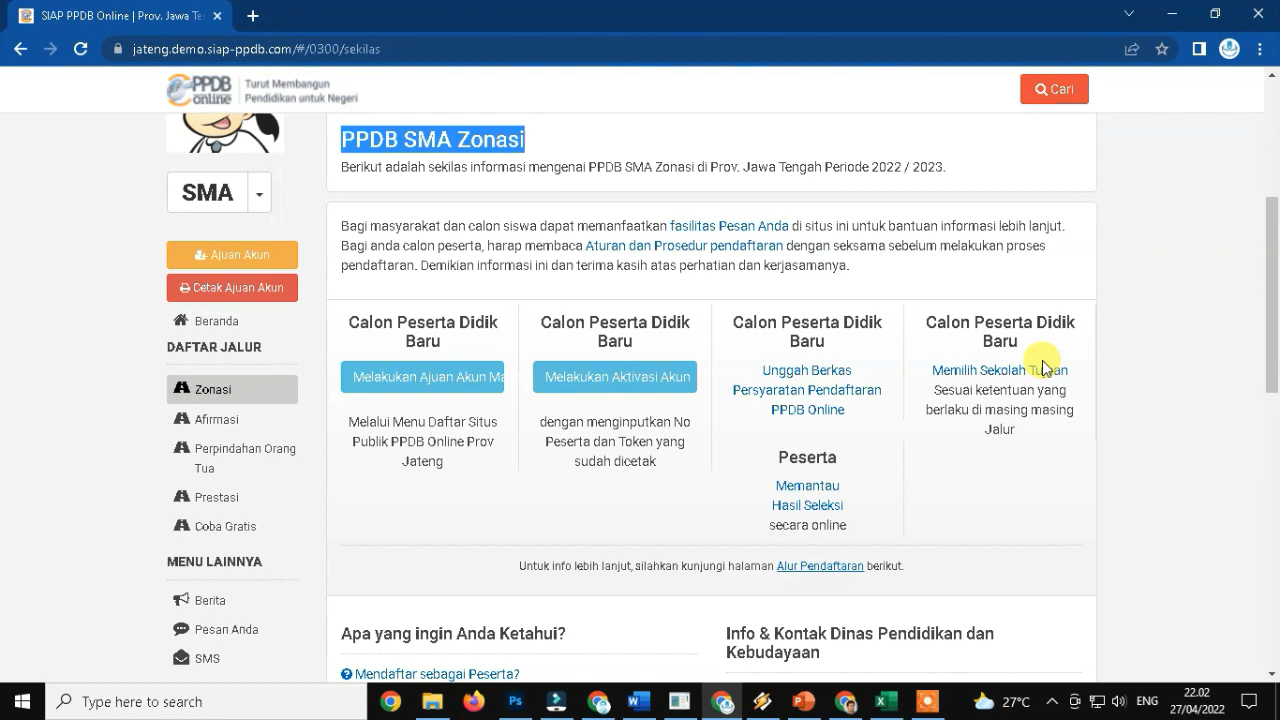 SIAP PPDB Online | Prov. Jawa Te
jateng.demo.siap-ppdb.com/#/0300/sekilas
PPDB online
Turut Membangun
Pendidikan untuk Negeri
Cari
SMA
Ajuan Akun
Cetak Ajuan Akun
Beranda
DAFTAR JALUR
Zonasi
Afirmasi
Perpindahan Orang
Tua
Prestasi
Coba Gratis
MENU LAINNYA
Berita
Pesan Anda
SMS
PPDB SMA Zonasi
Berikut adalah sekilas informasi mengenai PPDB SMA Zonasi di Prov. Jawa Tengah Periode 2022 / 2023.
Bagi masyarakat dan calon siswa dapat memanfaatkan fasilitas Pesan Anda di situs ini untuk bantuan informasi lebih lanjut.
Bagi anda calon peserta, harap membaca Aturan dan Prosedur pendaftaran dengan seksama sebelum melakukan proses
pendaftaran. Demikian informasi ini dan terima kasih atas perhatian dan kerjasamanya.
Calon Peserta Didik
Baru
Melakukan Ajuan Akun Ma
Melalui Menu Daftar Situs
Publik PPDB Online Prov
Jateng
Calon Peserta Didik
Baru
Melakukan Aktivasi Akun
dengan menginputkan No
Peserta dan Token yang
sudah dicetak
Calon Peserta Didik
Baru
Unggah Berkas
Persyaratan Pendaftaran
PPDB Online
Calon Peserta Didik
Baru
Memilih Sekolah Tujuan
Sesuai ketentuan yang
berlaku di masing masing
Jalur
Peserta
Memantau
Hasil Seleksi
secara online
Untuk info lebih lanjut, silahkan kunjungi halaman Alur Pendaftaran berikut.
Apa yang ingin Anda Ketahui?
Mendaftar sebagai Peserta?
Info & Kontak Dinas Pendidikan dan
Kebudayaan
Type here to search
27°C
ENG
22.02
27/04/2022